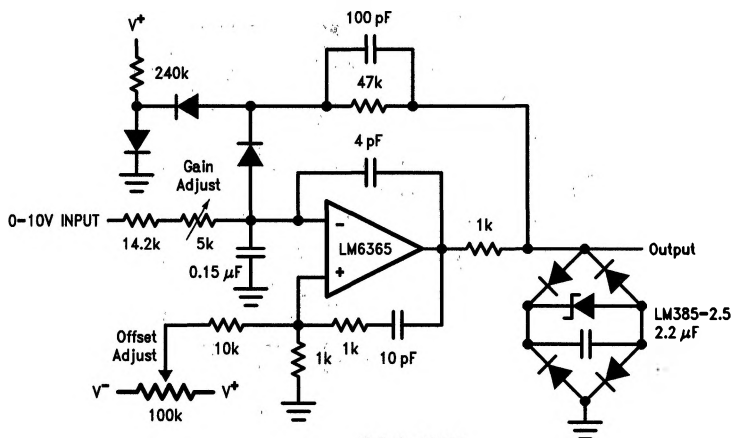 V+
240k
100 pF
47k
4 pF
Gain
Adjust
0-10V INPUT
14.2k
5k
0.15 μF
-
+
LM6365
1k
Output
LM385-2.5
2.2 μF
Offset
Adjust
10k
1k
1k
10 pF
V-
100k
V+